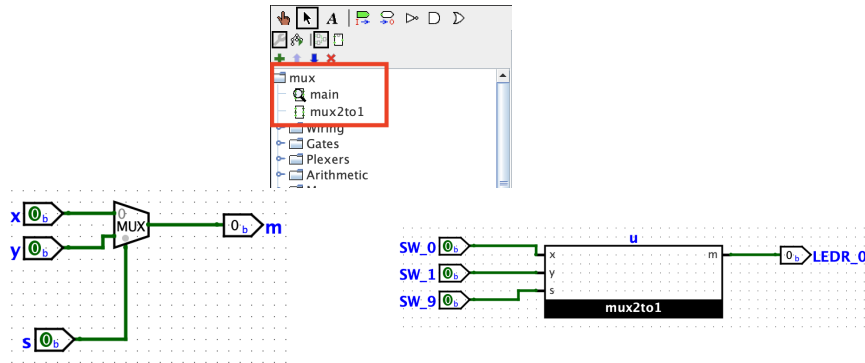 A
mux
main
mux2to1
Wiring
Gates
Plexers
Arithmetic
x 0b
0
MUX
0b m
y 0b
s 0b
u
SW_0 0b
x
m
0b LEDR_0
SW_1 0b
y
SW_9 0b
s
mux2to1